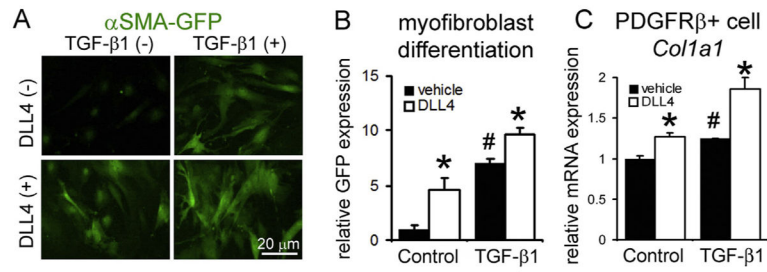 A
αSMA-GFP
TGF-β1 (-)
TGF-β1 (+)
DLL4 (-)
DLL4 (+)
20 μm
B
myofibroblast
differentiation
relative GFP expression
15
10
5
0
vehicle
DLL4
*
#
*
Control
TGF-β1
C
PDGFRβ+ cell
Col1a1
relative mRNA expression
2
1.5
1
0.5
0
vehicle
DLL4
*
#
*
Control
TGF-β1